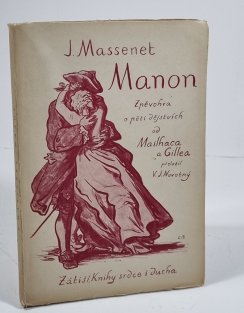 J. Massenet
Manon
Zpěvohra
o pěti dějstvích
od
Meilhaca
a Gillea
přeložil
V. J. Novotný
Zátiší, Knihy srdce i ducha